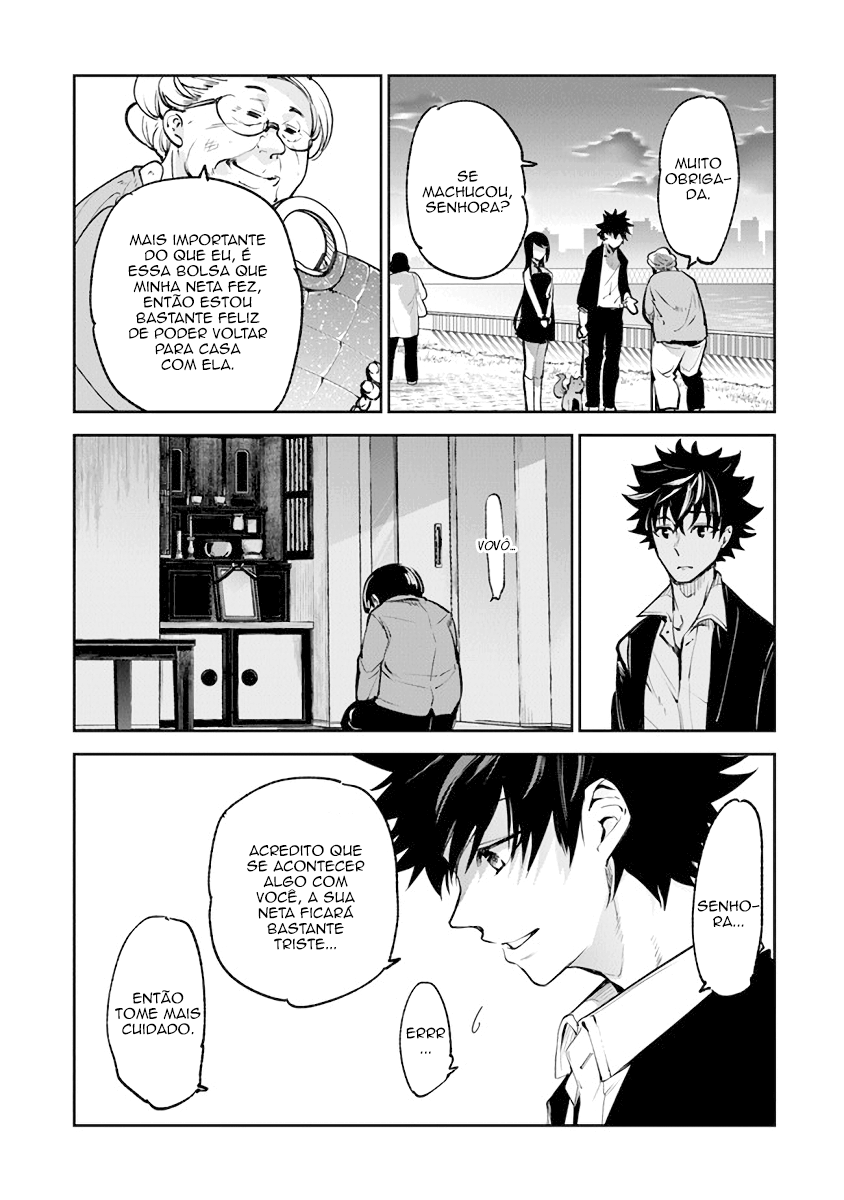 MUITO
OBRIGA-
DA.
SE
MACHUCOU,
SENHORA?
MAIS IMPORTANTE
DO QUE EU, É
ESSA BOLSA QUE
MINHA NETA FEZ,
ENTÃO ESTOU
BASTANTE FELIZ
DE PODER VOLTAR
PARA CASA
COM ELA.
VOVÓ...
SENHO-
RA...
ACREDITO QUE
SE ACONTECER
ALGO COM
VOCÊ, A SUA
NETA FICARÁ
BASTANTE
TRISTE...
ERRR
...
ENTÃO
TOME MAIS
CUIDADO.